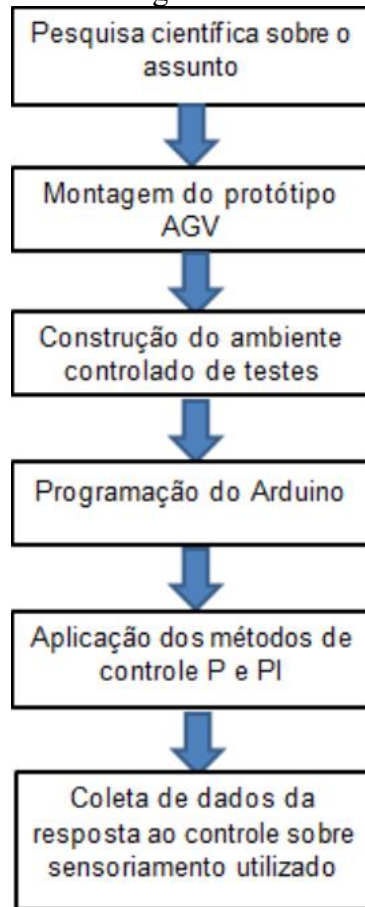 Pesquisa científica sobre o
assunto
Montagem do protótipo
AGV
Construção do ambiente
controlado de testes
Programação do Arduino
Aplicação dos métodos de
controle P e PI
Coleta de dados da
resposta ao controle sobre
sensoriamento utilizado